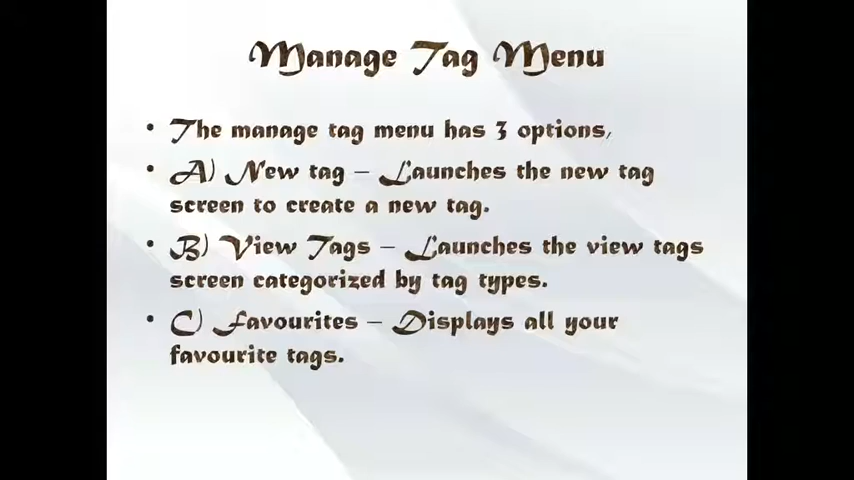 Manage Tag Menu
• The manage tag menu has 3 options,
• A) New tag – Launches the new tag
screen to create a new tag.
• B) View Tags – Launches the view tags
screen categorized by tag types.
• C) Favourites – Displays all your
favourite tags.